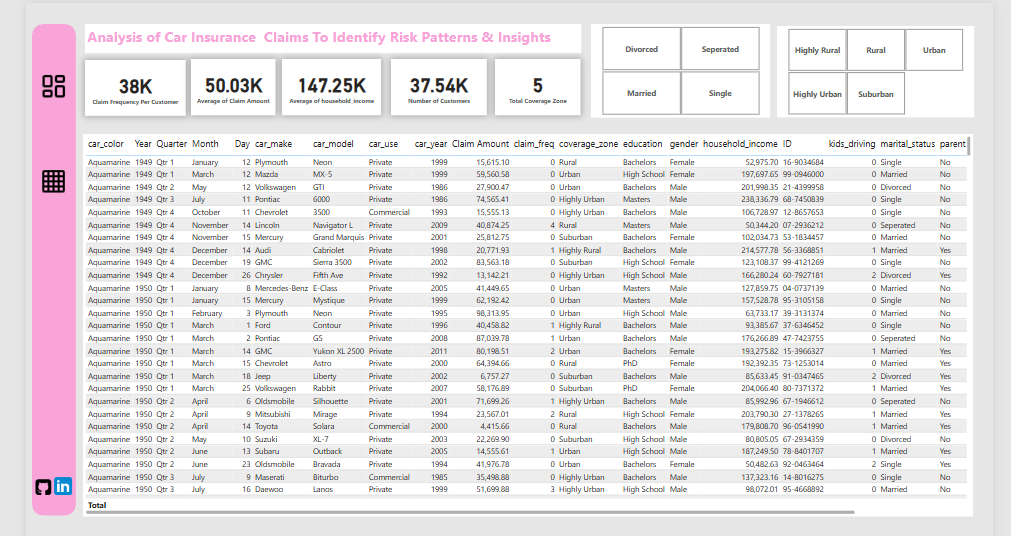 Analysis of Car Insurance Claims To Identify Risk Patterns & Insights
38K
Claim Frequency Per Customer
50.03K
Average of Claim Amount
147.25K
Average of household_income
37.54K
Number of Customers
5
Total Coverage Zone
Divorced Seperated
Married Single
Highly Rural Rural Urban
Highly Urban Suburban
car_color Year Quarter Month Day car_make car_model car_use car_year Claim Amount claim_freq coverage_zone education gender household_income ID kids_driving marital_status parent
Aquamarine 1949 Qtr 1 January 12 Plymouth Neon Private 1999 15,615.10 0 Rural Bachelors Female 52,975.70 16-9034684 0 Single No
Aquamarine 1949 Qtr 1 March 12 Mazda MX-5 Private 1999 59,560.58 0 Urban High School Female 197,697.65 99-0946000 0 Married No
Aquamarine 1949 Qtr 2 May 12 Volkswagen GTI Private 1986 27,900.47 0 Urban Bachelors Male 201,998.35 21-4399958 0 Divorced No
Aquamarine 1949 Qtr 3 July 11 Pontiac 6000 Private 1986 74,565.41 0 Highly Urban Masters Male 238,336.79 68-7450839 0 Single No
Aquamarine 1949 Qtr 4 October 11 Chevrolet 3500 Commercial 1993 15,555.13 0 Highly Urban Bachelors Male 106,728.97 12-8657653 0 Single No
Aquamarine 1949 Qtr 4 November 14 Lincoln Navigator L Private 2009 40,874.25 4 Rural Masters Male 50,344.20 07-2936212 0 Seperated No
Aquamarine 1949 Qtr 4 November 15 Mercury Grand Marquis Private 2001 25,812.75 0 Suburban Bachelors Female 102,034.73 53-1834457 0 Married No
Aquamarine 1949 Qtr 4 December 14 Audi Cabriolet Private 1998 20,771.93 1 Highly Rural Bachelors Male 214,577.78 56-3368851 1 Married Yes
Aquamarine 1949 Qtr 4 December 19 GMC Sierra 3500 Private 2002 83,563.18 0 Suburban High School Female 123,108.37 99-4121269 0 Single No
Aquamarine 1949 Qtr 4 December 26 Chrysler Fifth Ave Private 1992 13,142.21 0 Highly Urban High School Male 166,280.24 60-7927181 2 Divorced Yes
Aquamarine 1950 Qtr 1 January 8 Mercedes-Benz E-Class Private 2005 41,449.65 0 Urban Masters Male 127,859.75 04-0737139 0 Married No
Aquamarine 1950 Qtr 1 January 15 Mercury Mystique Private 1999 62,192.42 0 Urban Masters Male 157,528.78 95-3105158 0 Single No
Aquamarine 1950 Qtr 1 February 3 Plymouth Neon Private 1995 98,313.95 0 Urban High School Male 63,733.17 39-3131374 0 Married No
Aquamarine 1950 Qtr 1 March 1 Ford Contour Private 1996 40,458.82 1 Highly Rural Bachelors Male 93,385.67 37-6346452 0 Single No
Aquamarine 1950 Qtr 1 March 2 Pontiac G5 Private 2008 87,039.78 1 Urban Bachelors Male 176,266.89 47-7423755 0 Seperated No
Aquamarine 1950 Qtr 1 March 14 GMC Yukon XL 2500 Private 2011 80,198.51 2 Urban Bachelors Female 193,275.82 15-3966327 1 Married Yes
Aquamarine 1950 Qtr 1 March 15 Chevrolet Astro Private 2000 64,394.66 0 Rural PhD Female 192,392.35 73-1253014 0 Married Yes
Aquamarine 1950 Qtr 1 March 18 Jeep Liberty Private 2002 6,757.27 0 Suburban Bachelors Male 85,633.45 91-0347465 2 Divorced Yes
Aquamarine 1950 Qtr 1 March 25 Volkswagen Rabbit Private 2007 58,176.89 0 Suburban PhD Female 204,066.40 80-7371372 1 Married Yes
Aquamarine 1950 Qtr 2 April 6 Oldsmobile Silhouette Private 2001 71,699.26 1 Highly Urban Bachelors Female 85,992.96 67-1946612 0 Seperated No
Aquamarine 1950 Qtr 2 April 9 Mitsubishi Mirage Private 1994 23,567.01 2 Rural High School Female 203,790.30 27-1378265 1 Married Yes
Aquamarine 1950 Qtr 2 April 14 Toyota Solara Commercial 2000 4,415.66 0 Rural High School Male 179,808.70 96-0541990 1 Married Yes
Aquamarine 1950 Qtr 2 May 10 Suzuki XL-7 Private 2003 22,269.90 0 Suburban High School Male 80,805.05 67-2934359 0 Divorced No
Aquamarine 1950 Qtr 2 June 13 Subaru Outback Private 2005 14,555.61 1 Urban High School Male 187,249.50 78-8401707 1 Married Yes
Aquamarine 1950 Qtr 2 June 23 Oldsmobile Bravada Private 1994 41,976.78 0 Urban Bachelors Female 50,482.63 92-0463464 2 Single Yes
Aquamarine 1950 Qtr 3 July 9 Maserati Biturbo Commercial 1985 35,498.88 0 Highly Urban Bachelors Male 137,323.16 14-8016275 0 Single No
Aquamarine 1950 Qtr 3 July 16 Daewoo Lanos Private 1999 51,699.88 3 Highly Urban High School Male 98,072.01 95-4668892 0 Married No
Total
in